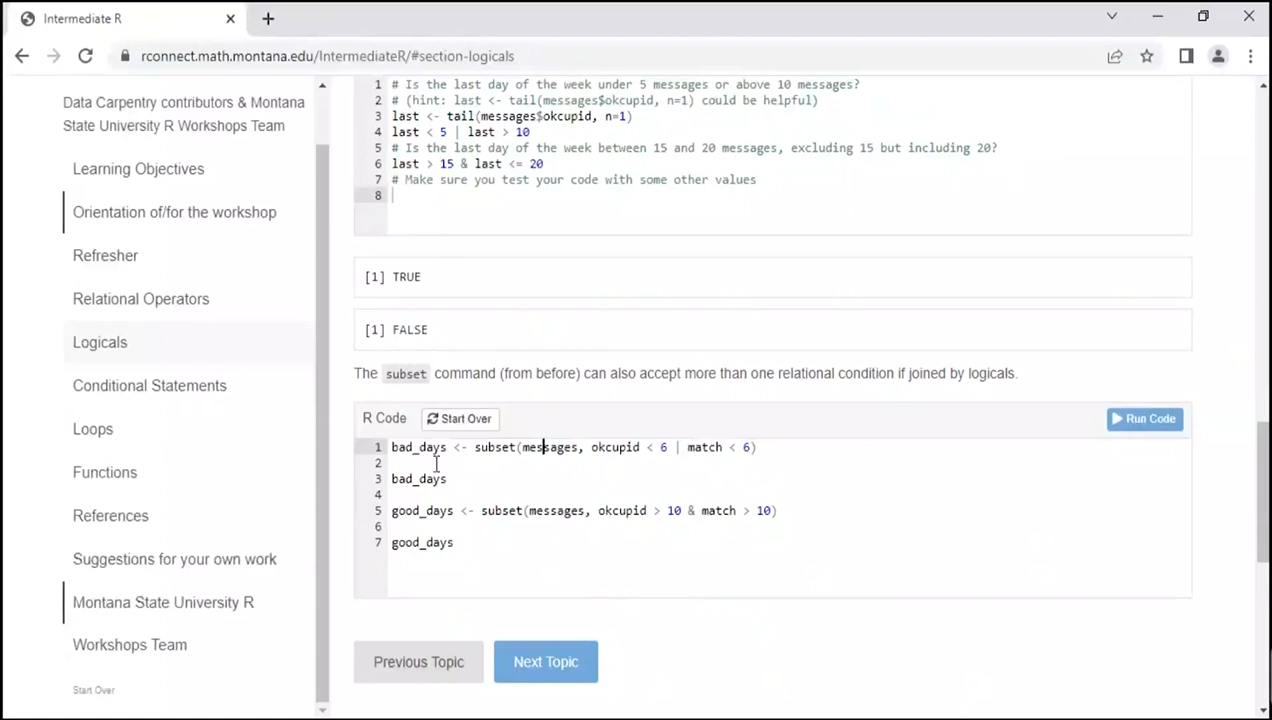 Intermediate R
rconnect.math.montana.edu/IntermediateR/#section-logicals
Data Carpentry contributors & Montana
State University R Workshops Team
Learning Objectives
Orientation of/for the workshop
Refresher
Relational Operators
Logicals
Conditional Statements
Loops
Functions
References
Suggestions for your own work
Montana State University R
Workshops Team
Start Over
1 # Is the last day of the week under 5 messages or above 10 messages?
2 # (hint: last <- tail(messages$okcupid, n=1) could be helpful)
3 last <- tail(messages$okcupid, n=1)
4 last < 5 | last > 10
5 # Is the last day of the week between 15 and 20 messages, excluding 15 but including 20?
6 last > 15 & last <= 20
7 # Make sure you test your code with some other values
8
[1] TRUE
[1] FALSE
The subset command (from before) can also accept more than one relational condition if joined by logicals.
R Code Start Over Run Code
1 bad_days <- subset(messages, okcupid < 6 | match < 6)
2
3 bad_days
4
5 good_days <- subset(messages, okcupid > 10 & match > 10)
6
7 good_days
Previous Topic Next Topic